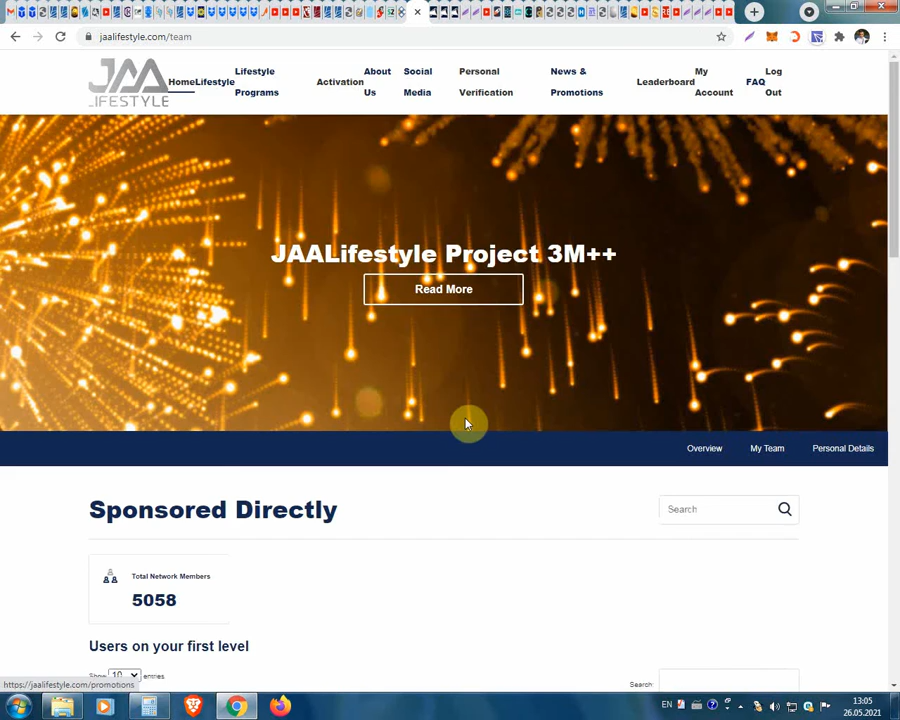 jaalifestyle.com/team
JAA LIFESTYLE
Home
Lifestyle
Lifestyle Programs
Activation
About Us
Social Media
Personal Verification
News & Promotions
Leaderboard
My Account
FAQ
Log Out
JAALifestyle Project 3M++
Read More
Overview
My Team
Personal Details
Sponsored Directly
Search
Total Network Members
5058
Users on your first level
Show 10 entries
Search:
https://jaalifestyle.com/promotions
EN
13:05
26.05.2021